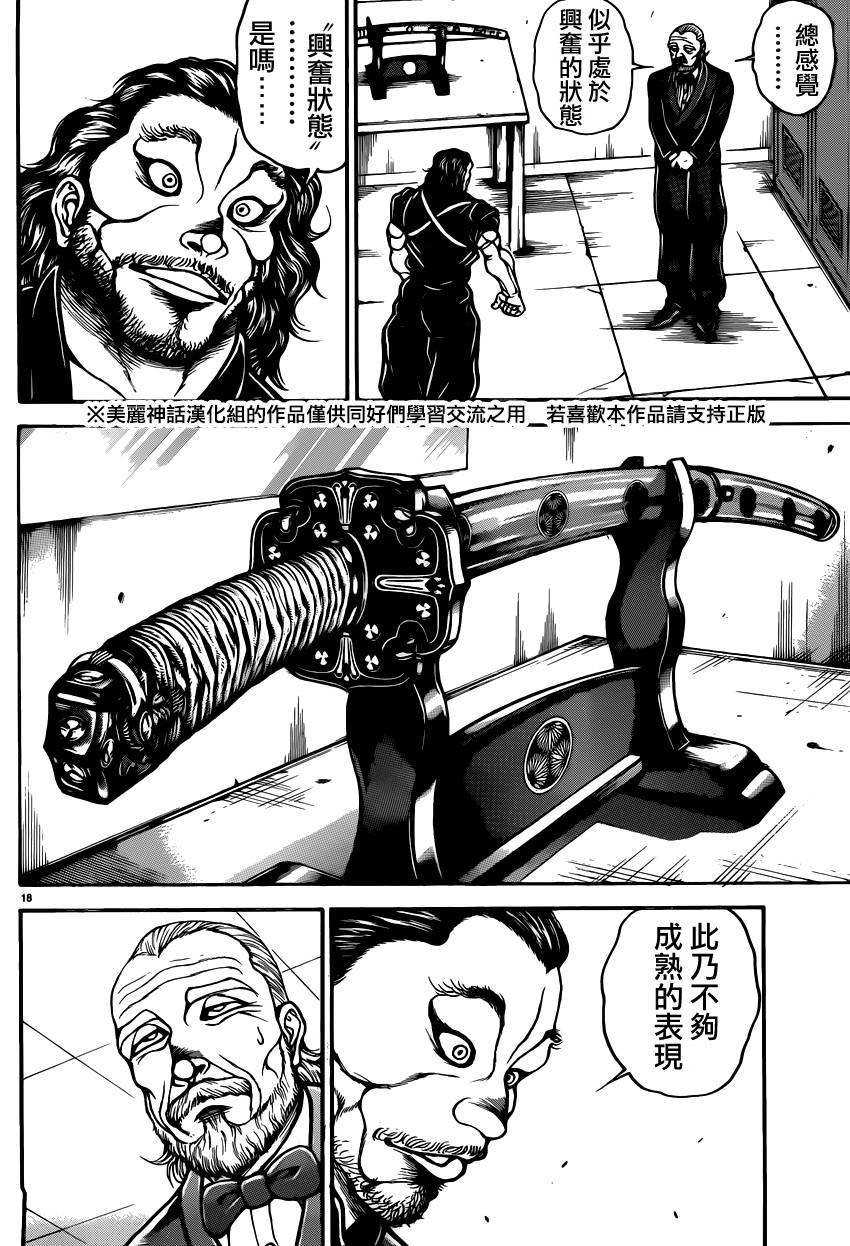 總感覺
………
似乎處於
興奮的狀態
“興奮狀態”
…………
是嗎……
※美麗神話漢化組的作品僅供同好們學習交流之用　若喜歡本作品請支持正版
18
此乃不夠
成熟的表現